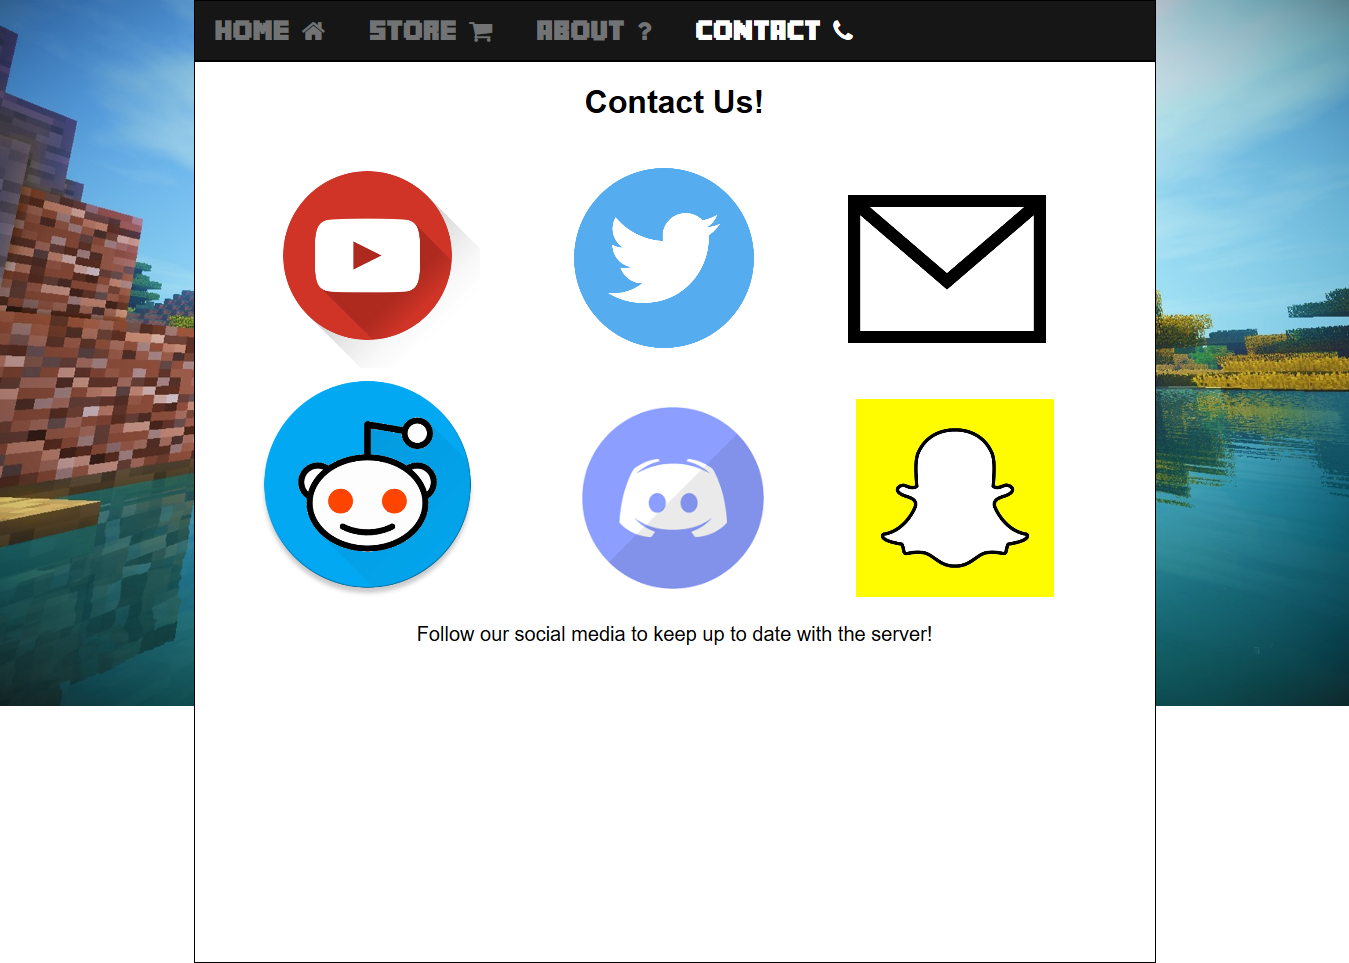 HOME STORE ABOUT ? CONTACT
Contact Us!
Follow our social media to keep up to date with the server!